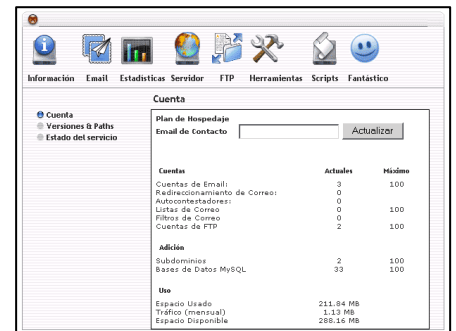 Información Email Estadisticas Servidor FTP Herramientas Scripts Fantástico
Cuenta
Cuenta
Versiones & Paths
Estado del servicio
Plan de Hospedaje
Email de Contacto Actualizar
Cuentas Actuales Máximo
Cuentas de Email: 3 100
Redireccionamiento de Correo: 0
Autocontestadores: 0
Listas de Correo 0 100
Filtros de Correo 0
Cuentas de FTP 2 100
Adición
Subdominios 2 100
Bases de Datos MySQL 33 100
Uso
Espacio Usado 211.84 MB
Tráfico (mensual) 1.13 MB
Espacio Disponible 288.16 MB